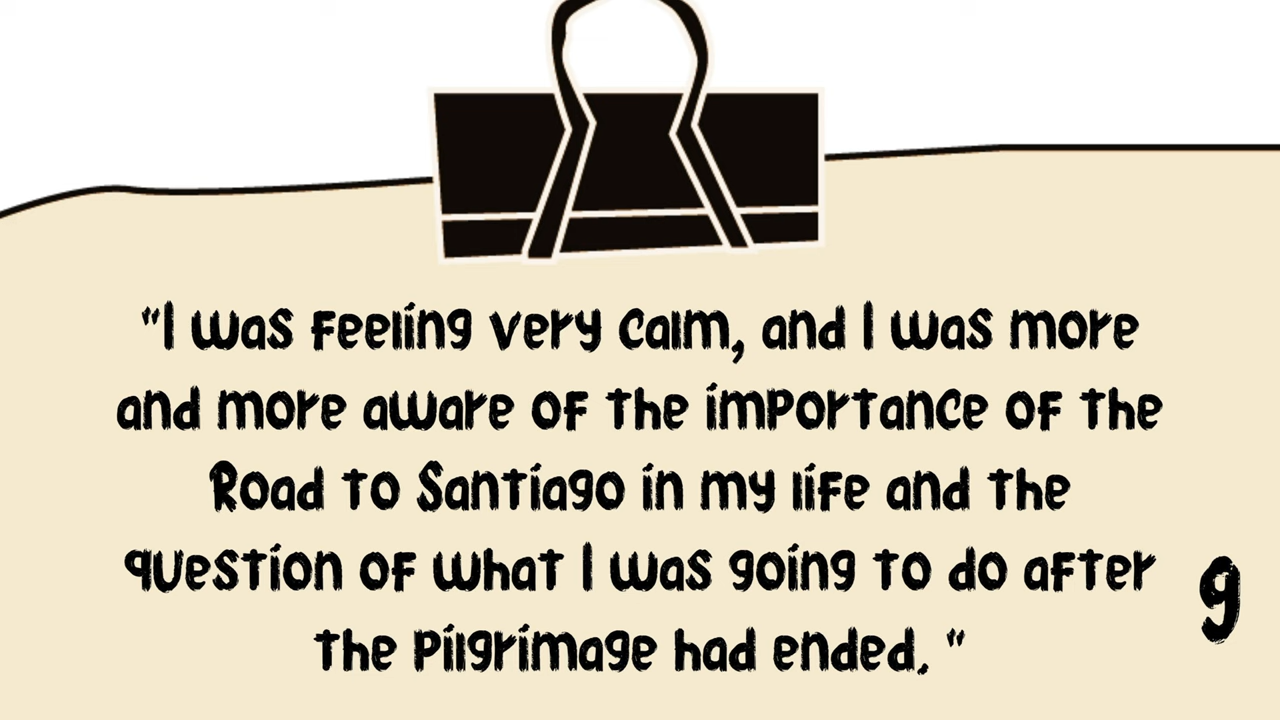 "I was feeling very calm, and I was more
and more aware of the importance of the
Road to Santiago in my life and the
question of what I was going to do after
the pilgrimage had ended. "
9